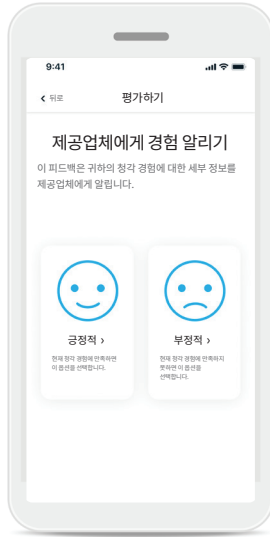 9:41
뒤로
평가하기
제공업체에게 경험 알리기
이 피드백은 귀하의 청각 경험에 대한 세부 정보를
제공업체에게 알립니다.
긍정적 ›
현재 청각 경험에 만족하면
이 옵션을 선택합니다.
부정적 ›
현재 청각 경험에 만족하지
못하면 이 옵션을
선택합니다.